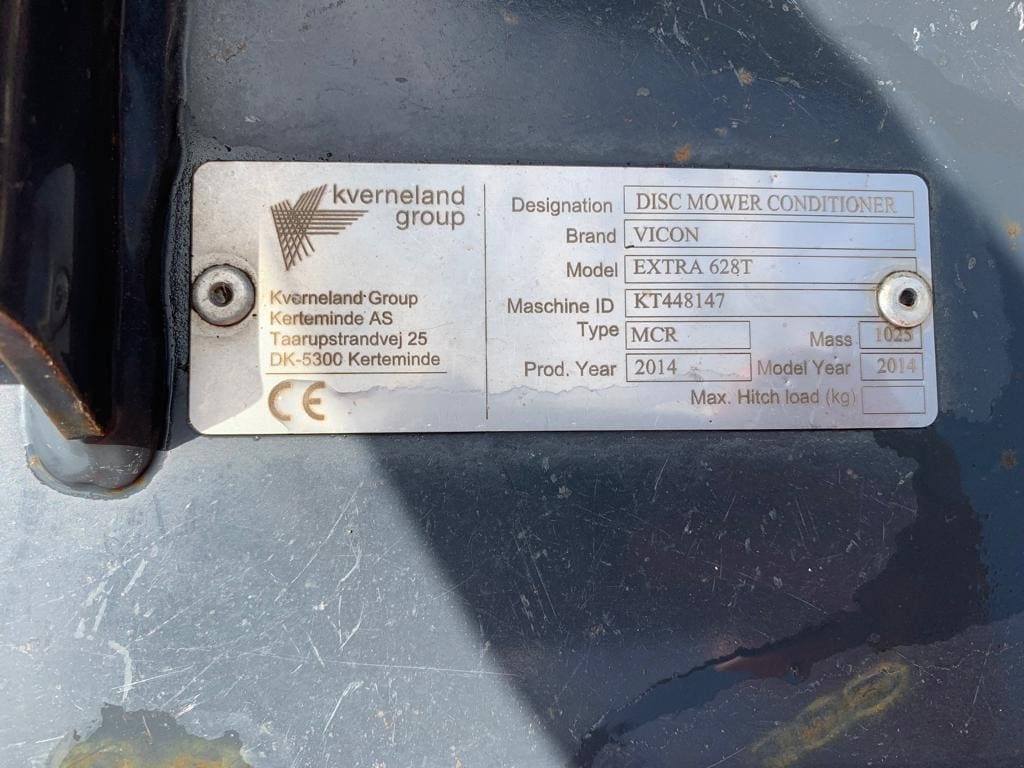 kverneland
group
Kverneland Group
Kerteminde AS
Taarupstrandvej 25
DK-5300 Kerteminde
CE
Designation DISC MOWER CONDITIONER
Brand VICON
Model EXTRA 628T
Maschine ID KT448147
Type MCR Mass 1025
Prod. Year 2014 Model Year 2014
Max. Hitch load (kg)